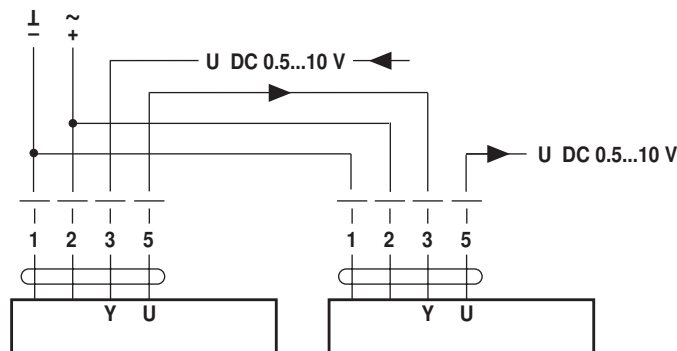 ⊥ ~
– +
U DC 0.5...10 V
U DC 0.5...10 V
1 2 3 5 1 2 3 5
Y U Y U